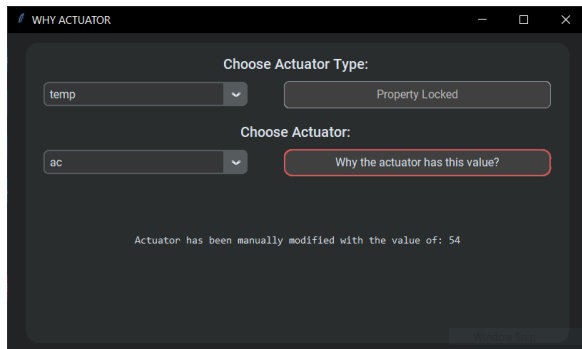 WHY ACTUATOR
Choose Actuator Type:
temp
Property Locked
Choose Actuator:
ac
Why the actuator has this value?
Actuator has been manually modified with the value of: 54